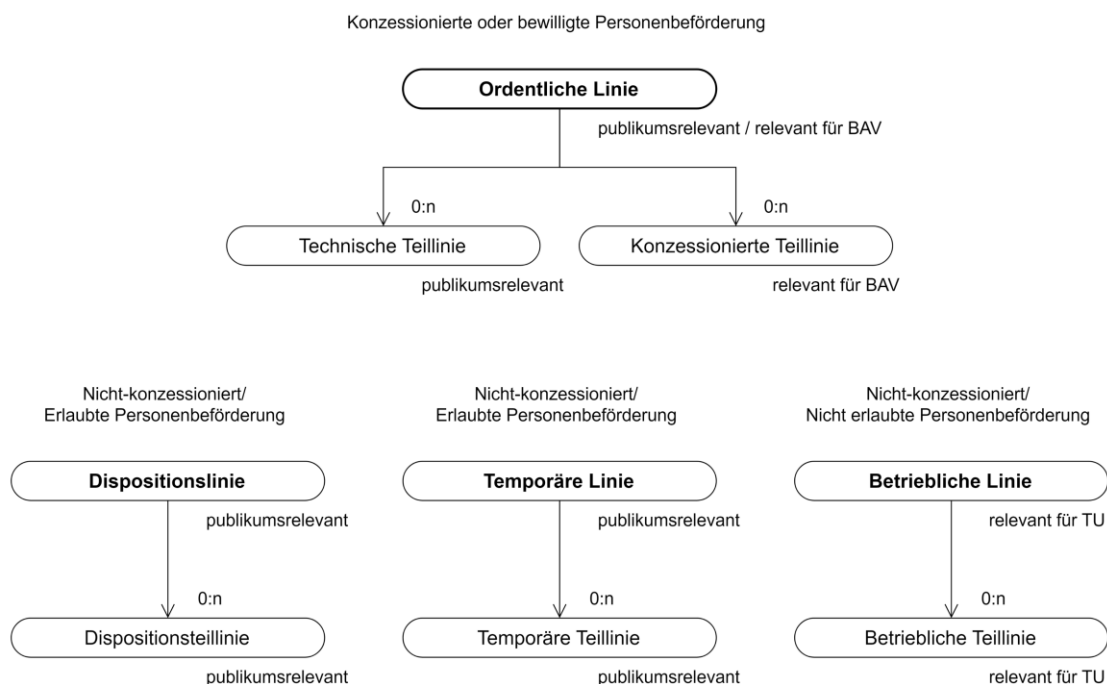 Konzessionierte oder bewilligte Personenbeförderung
Ordentliche Linie
publikumsrelevant / relevant für BAV
0:n
0:n
Technische Teillinie
Konzessionierte Teillinie
publikumsrelevant
relevant für BAV
Nicht-konzessioniert/
Erlaubte Personenbeförderung
Nicht-konzessioniert/
Erlaubte Personenbeförderung
Nicht-konzessioniert/
Nicht erlaubte Personenbeförderung
Dispositionslinie
Temporäre Linie
Betriebliche Linie
publikumsrelevant
publikumsrelevant
relevant für TU
0:n
0:n
0:n
Dispositionsteillinie
Temporäre Teillinie
Betriebliche Teillinie
publikumsrelevant
publikumsrelevant
relevant für TU